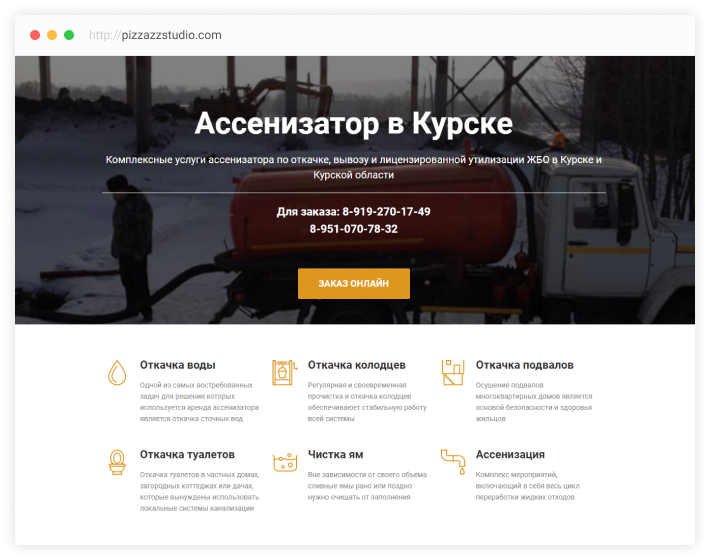 http://pizzazzstudio.com
Ассенизатор в Курске
Комплексные услуги ассенизатора по откачке, вывозу и лицензированной утилизации ЖБО в Курске и
Курской области
Для заказа: 8-919-270-17-49
8-951-070-78-32
ЗАКАЗ ОНЛАЙН
Откачка воды
Одной из самых востребованных
задач для решения которых
используется аренда ассенизатора
является откачка сточных вод
Откачка колодцев
Регулярная и своевременная
прочистка и откачка колодцев
обеспечивают стабильную работу
всей системы
Откачка подвалов
Осушение подвалов
многоквартирных домов является
основой безопасности и здоровья
жильцов
Откачка туалетов
Откачка туалетов в частных домах,
загородных коттеджах или дачах,
которые вынуждены использовать
локальные системы канализации
Чистка ям
Вне зависимости от своего объема
сливные ямы рано или поздно
нужно очищать от заполнения
Ассенизация
Комплекс мероприятий,
включающий в себя весь цикл
переработки жидких отходов